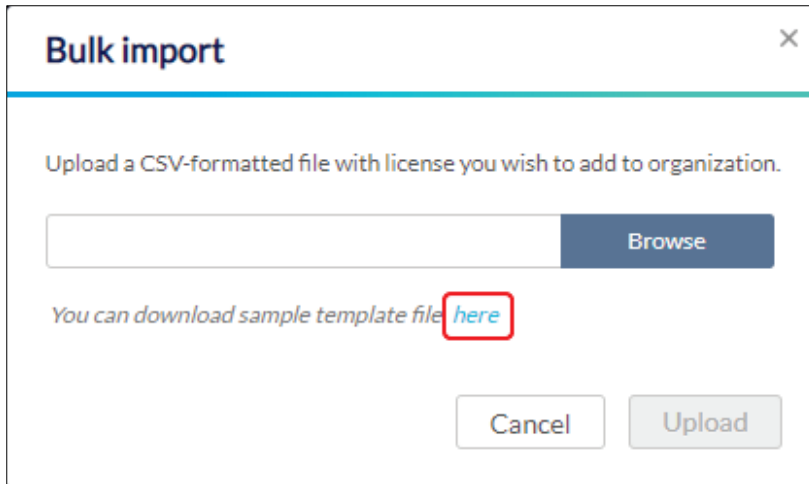 Bulk import
Upload a CSV-formatted file with license you wish to add to organization.
Browse
You can download sample template file here
Cancel
Upload